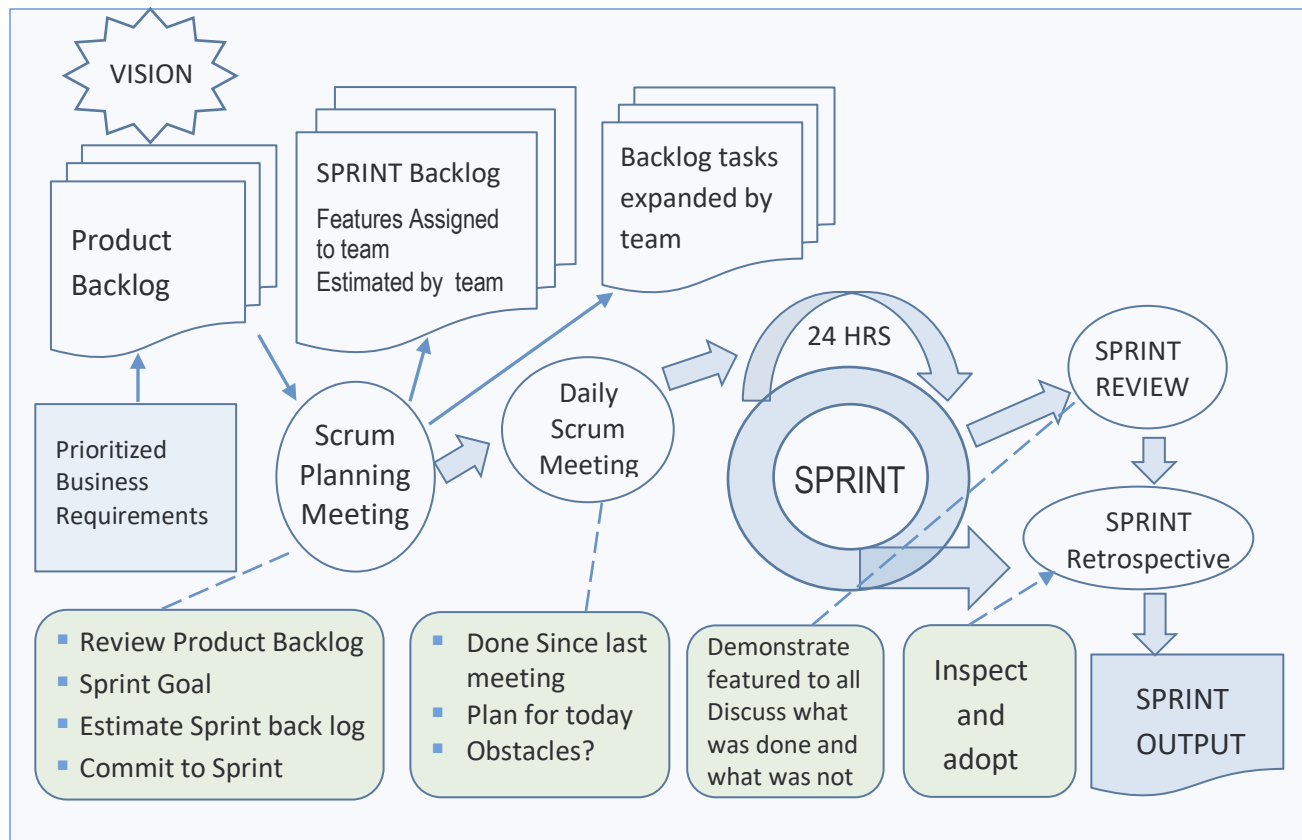 VISION
Product
Backlog
SPRINT Backlog
Features Assigned
to team
Estimated by team
Backlog tasks
expanded by
team
Prioritized
Business
Requirements
Scrum
Planning
Meeting
Daily
Scrum
Meeting
24 HRS
SPRINT
SPRINT
REVIEW
SPRINT
Retrospective
Review Product Backlog
Sprint Goal
Estimate Sprint back log
Commit to Sprint
Done Since last
meeting
Plan for today
Obstacles?
Demonstrate
featured to all
Discuss what
was done and
what was not
Inspect
and
adopt
SPRINT
OUTPUT